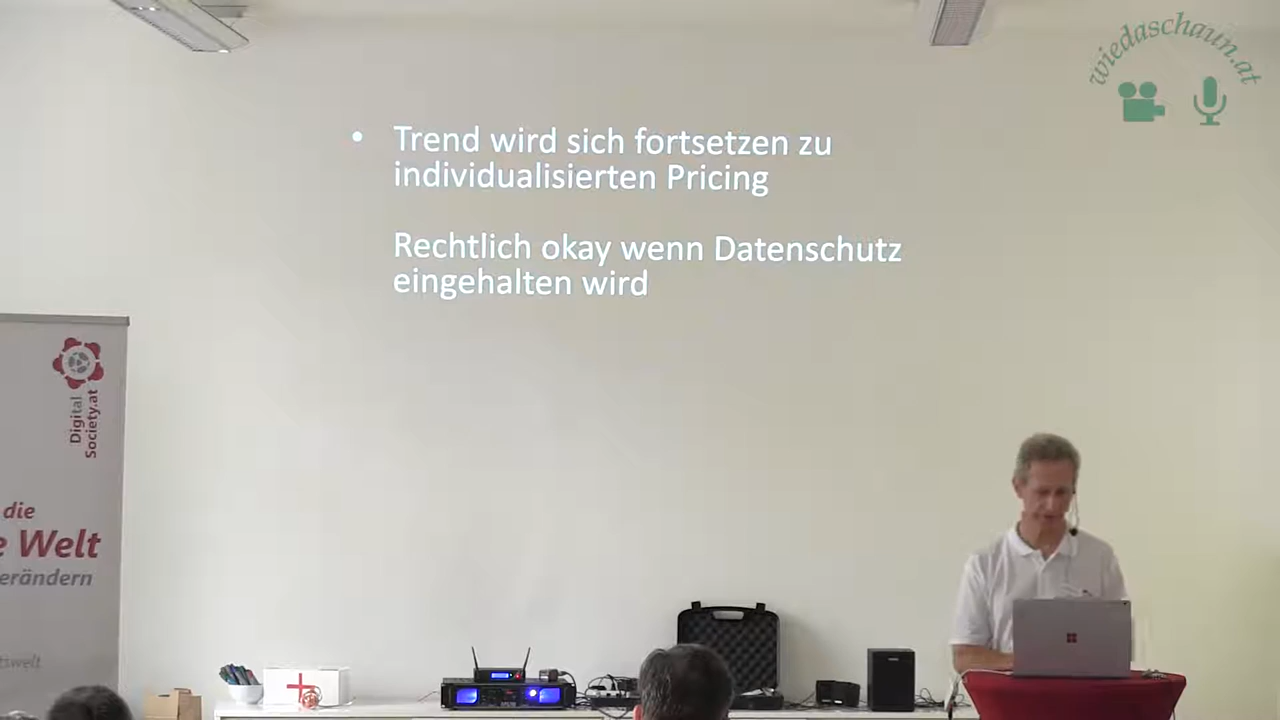 wiedaschaun.at
• Trend wird sich fortsetzen zu
individualisierten Pricing
Rechtlich okay wenn Datenschutz
eingehalten wird
Digital
Society.at
die
e Welt
erändern